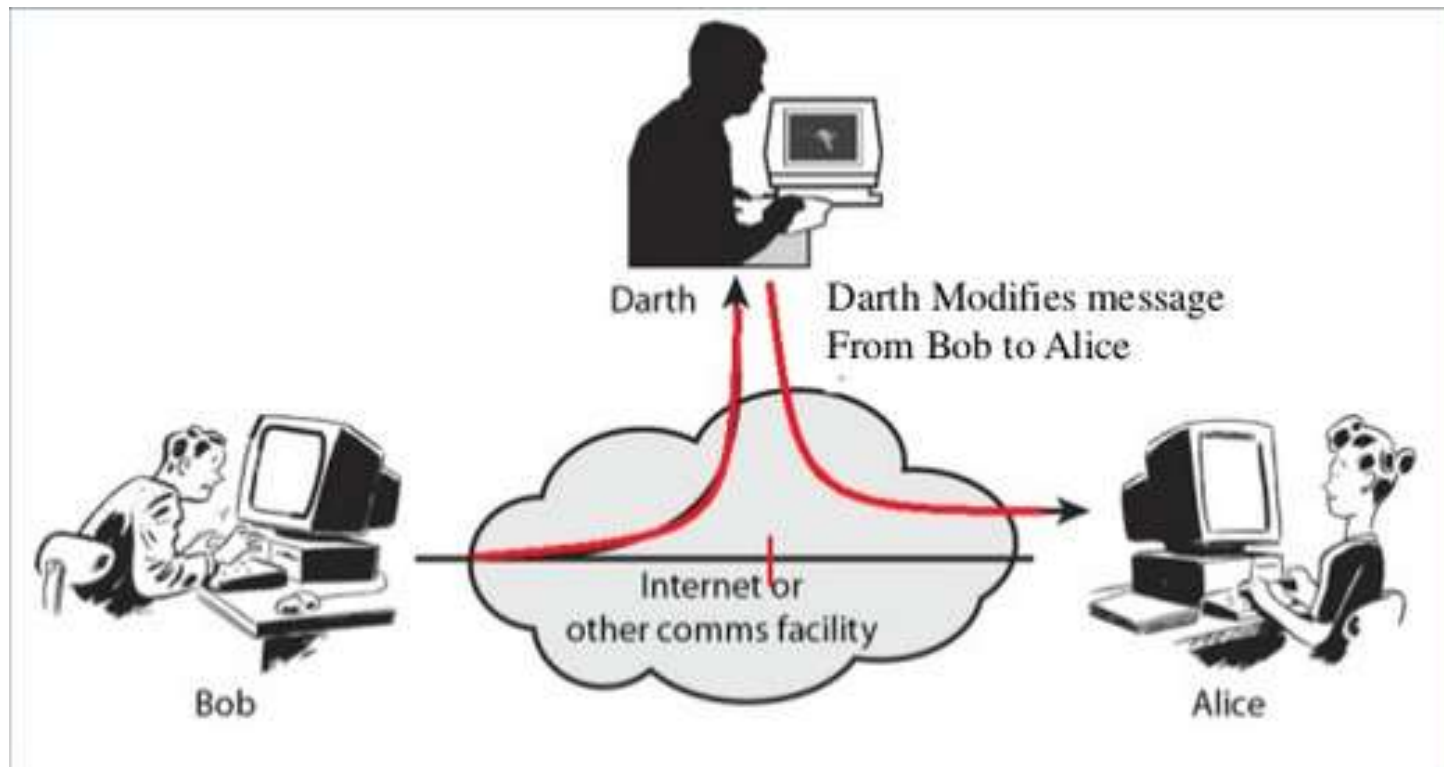 Darth
Darth Modifies message
From Bob to Alice
Internet or
other comms facility
Bob
Alice